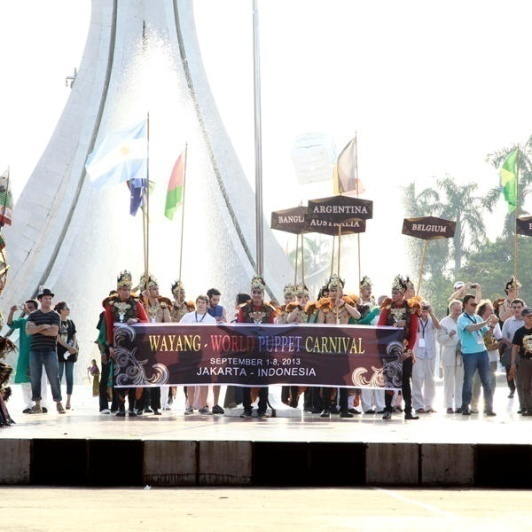 BANGLA
ARGENTINA
AUSTRALIA
BELGIUM
WAYANG - WORLD PUPPET CARNIVAL
SEPTEMBER 1-8, 2013
JAKARTA - INDONESIA